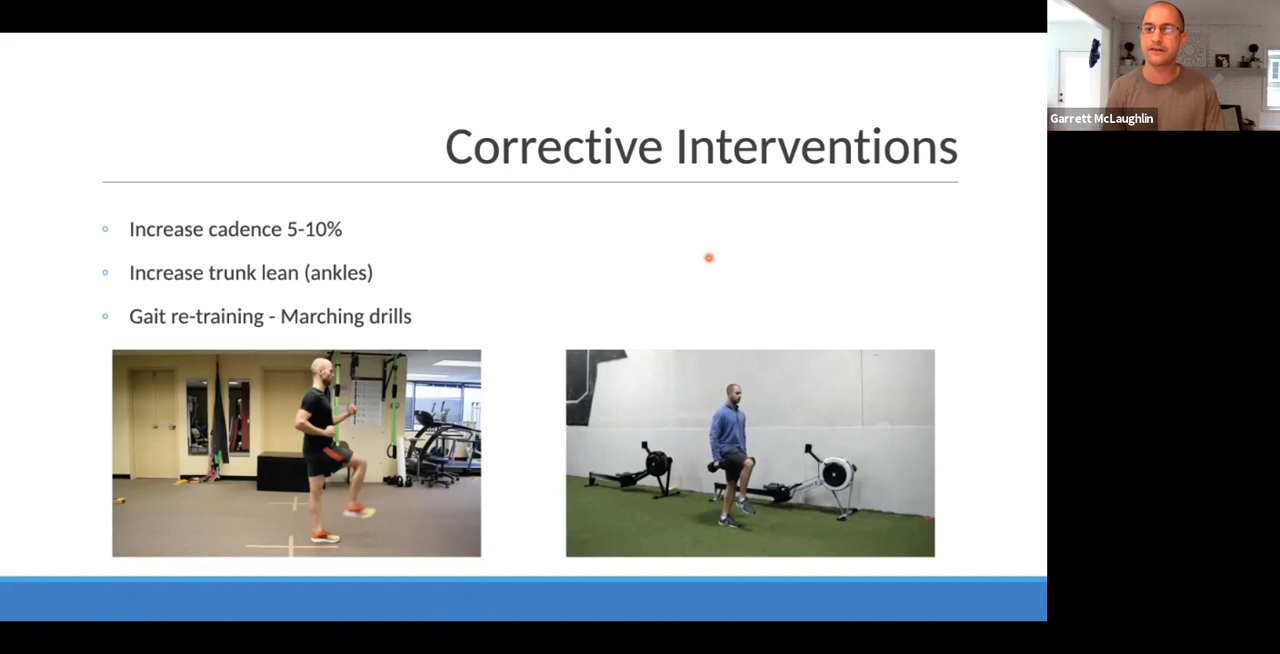 Corrective Interventions
Increase cadence 5-10%
Increase trunk lean (ankles)
Gait re-training - Marching drills
Garrett McLaughlin